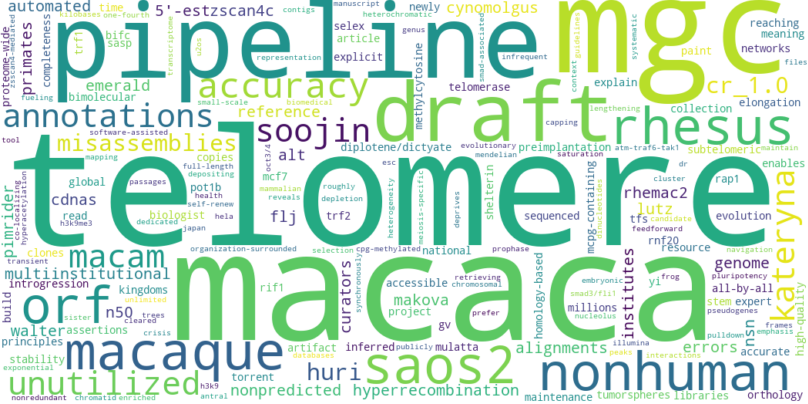 automated time 5'-estzscan4c newly cynomolgus
kilobases one-fourth contigs heterochromatic genus reaching
proteome-wide zscan4-mediated primates completeness trf1 bifc sasp transcriptome u2os selex article explicit smad-associated infrequent meaning
pipeline mgc
fueling emerald bimolecular representation methylcytosine networks paint files
guidelines systematic context
annotations accuracy telomerase draft cr_1.0 explain elongation
small-scale biomedical reference collection lengthening
misassemblies soojin capping evolutionary mendelian rhesus
tool software-assisted diplotene/dictyate preimplantation atm-traf6-tak1
mapping copies full-length oct3/4 alt saturation subtelomeric maintain
global passages depositing pot1b mcf7 esc mammalian reveals dr cluster enables
telomere
pimrider co-localizing hyperacetylation cdnas self-renew health roughly depletion heterogeneity meiosis-specific shelterin rhemac2 rap1
read biologist trf2 flj deprives sequenced mcpg-containing lutz candidate evolution
h3k9me3 dedicated hela japan tfs feedforward
clones organization-surrounded selection cpg-methylated prophase rnf20 resource navigation
transient macam national yl frog genome kateryna
multiinstitutional rif1 curators accessible retrieving chromosomal homology-based embryonic institutes pluripotency
introgression kingdoms synchronously makova smad3/fli1 millions stem all-by-all
build n50 unlimited project prefer nucleolus pseudogenes expert high-quality
orf macaca
sister trees crisis cleared gv illumina pulldown nsn frames emphasis
walter assertions artifact inferred publicly mulatta alignments errors accurate
principles databases peaks interactions
macaque huri saos2 nonhuman
stability exponential torrent
unutilized h3k9 antral nonpredicted hyperrecombination tumorspheres orthology
nonredundant chromatid enriched maintenance libraries